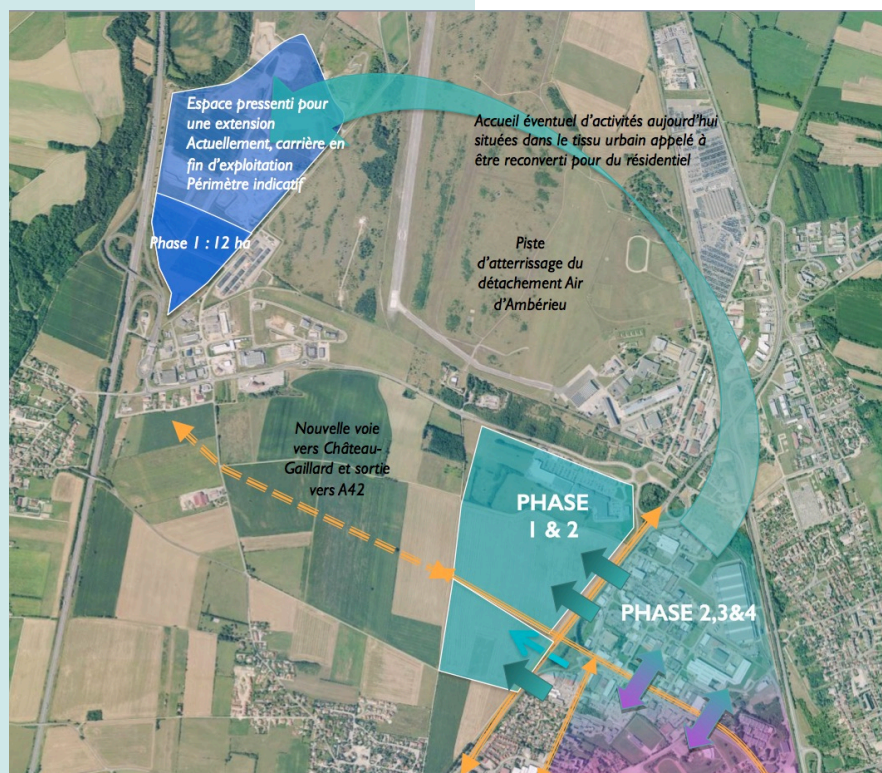 Espace pressenti pour
une extension
Actuellement, carrière en
fin d'exploitation
Périmètre indicatif
Phase 1 : 12 ha
Accueil éventuel d'activités aujourd'hui
situées dans le tissu urbain appelé à
être reconverti pour du résidentiel
Piste
d'atterrissage du
détachement Air
d'Ambérieu
Nouvelle voie
vers Château-
Gaillard et sortie
vers A42
PHASE
1 & 2
PHASE 2,3&4